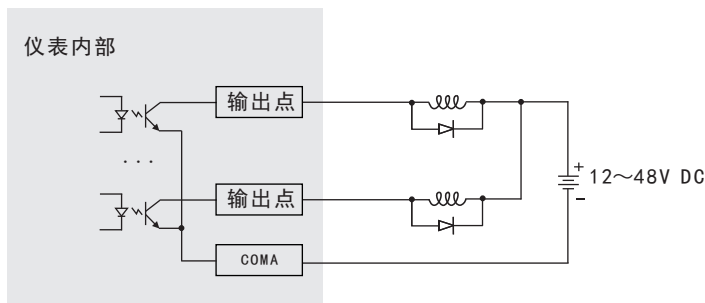 仪表内部
输出点
. . .
+
12～48V DC
输出点
-
COMA